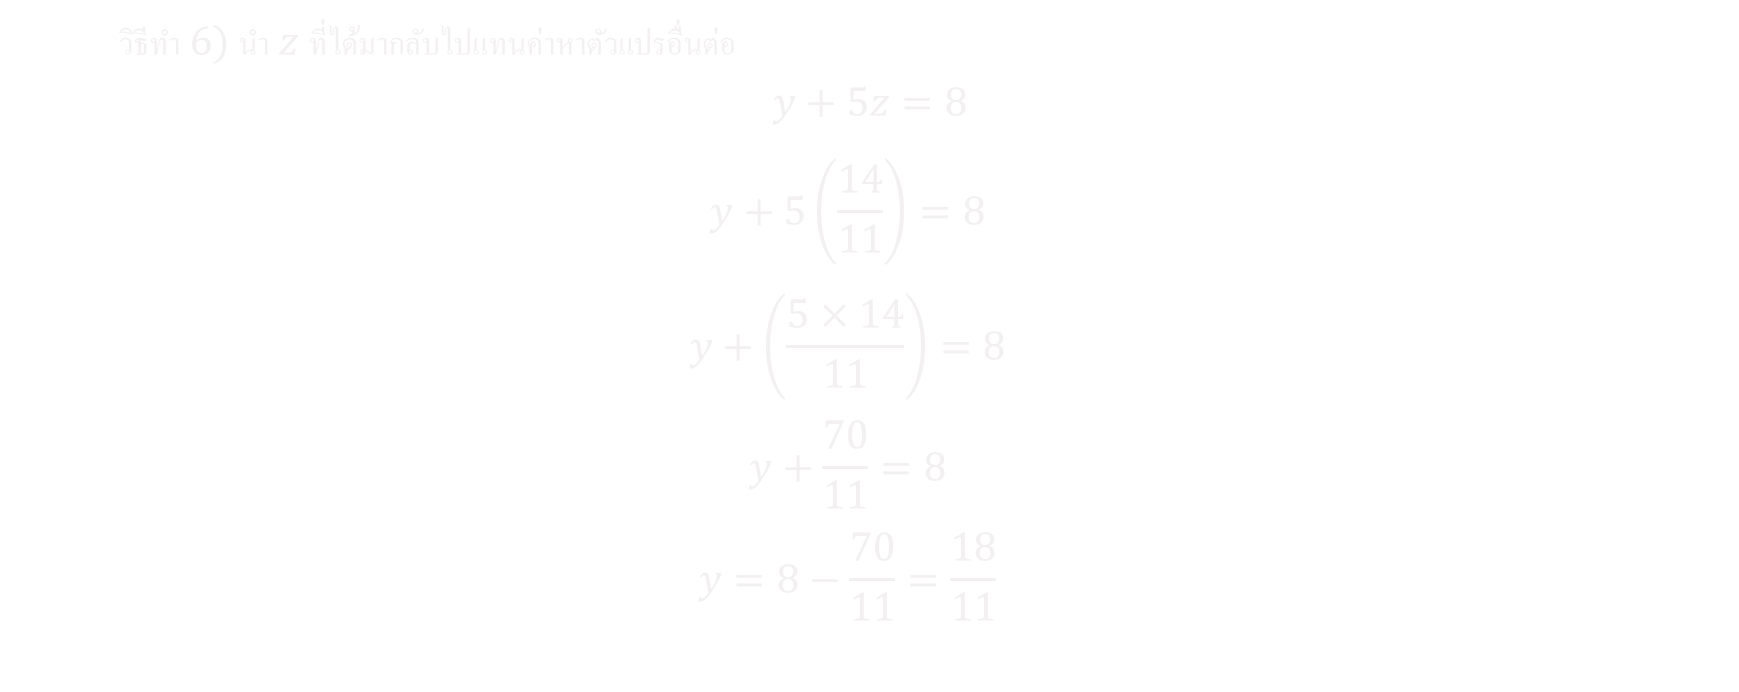 วิธีทำ 6) นำ z ที่ได้มากลับไปแทนค่าหาตัวแปรอื่นต่อ
y + 5z = 8
y + 5(14/11) = 8
y + (5 × 14/11) = 8
y + 70/11 = 8
y = 8 − 70/11 = 18/11